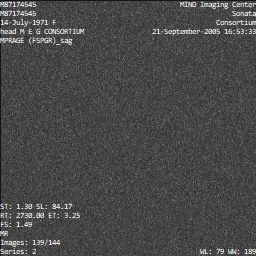 M87174545
MIND Imaging Center
M87174545
Sonata
14-July-1971 F
Consortium
head M E G CONSORTIUM
21-September-2005 16:53:33
MPRAGE (FSPGR)_sag
ST: 1.30 SL: 84.17
RT: 2730.00 ET: 3.25
FS: 1.49
MR
Images: 139/144
Series: 2
WL: 79 WW: 189